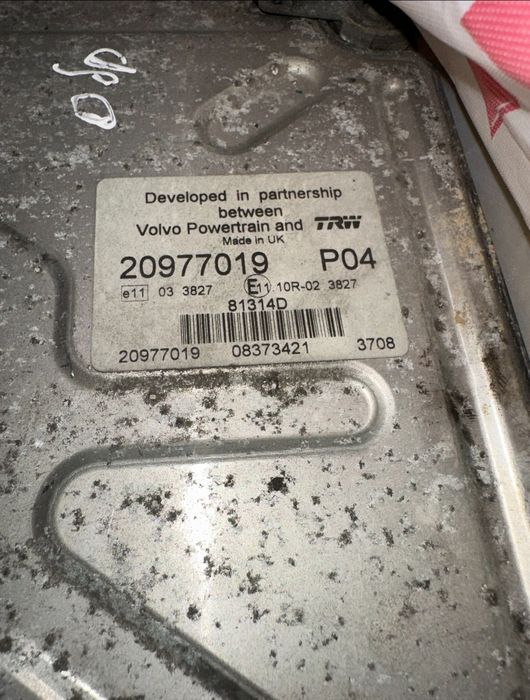 Developed in partnership
between
Volvo Powertrain and TRW
Made in UK
20977019 P04
e11 03 3827 E11 10R-02 3827
81314D
20977019 08373421 3708